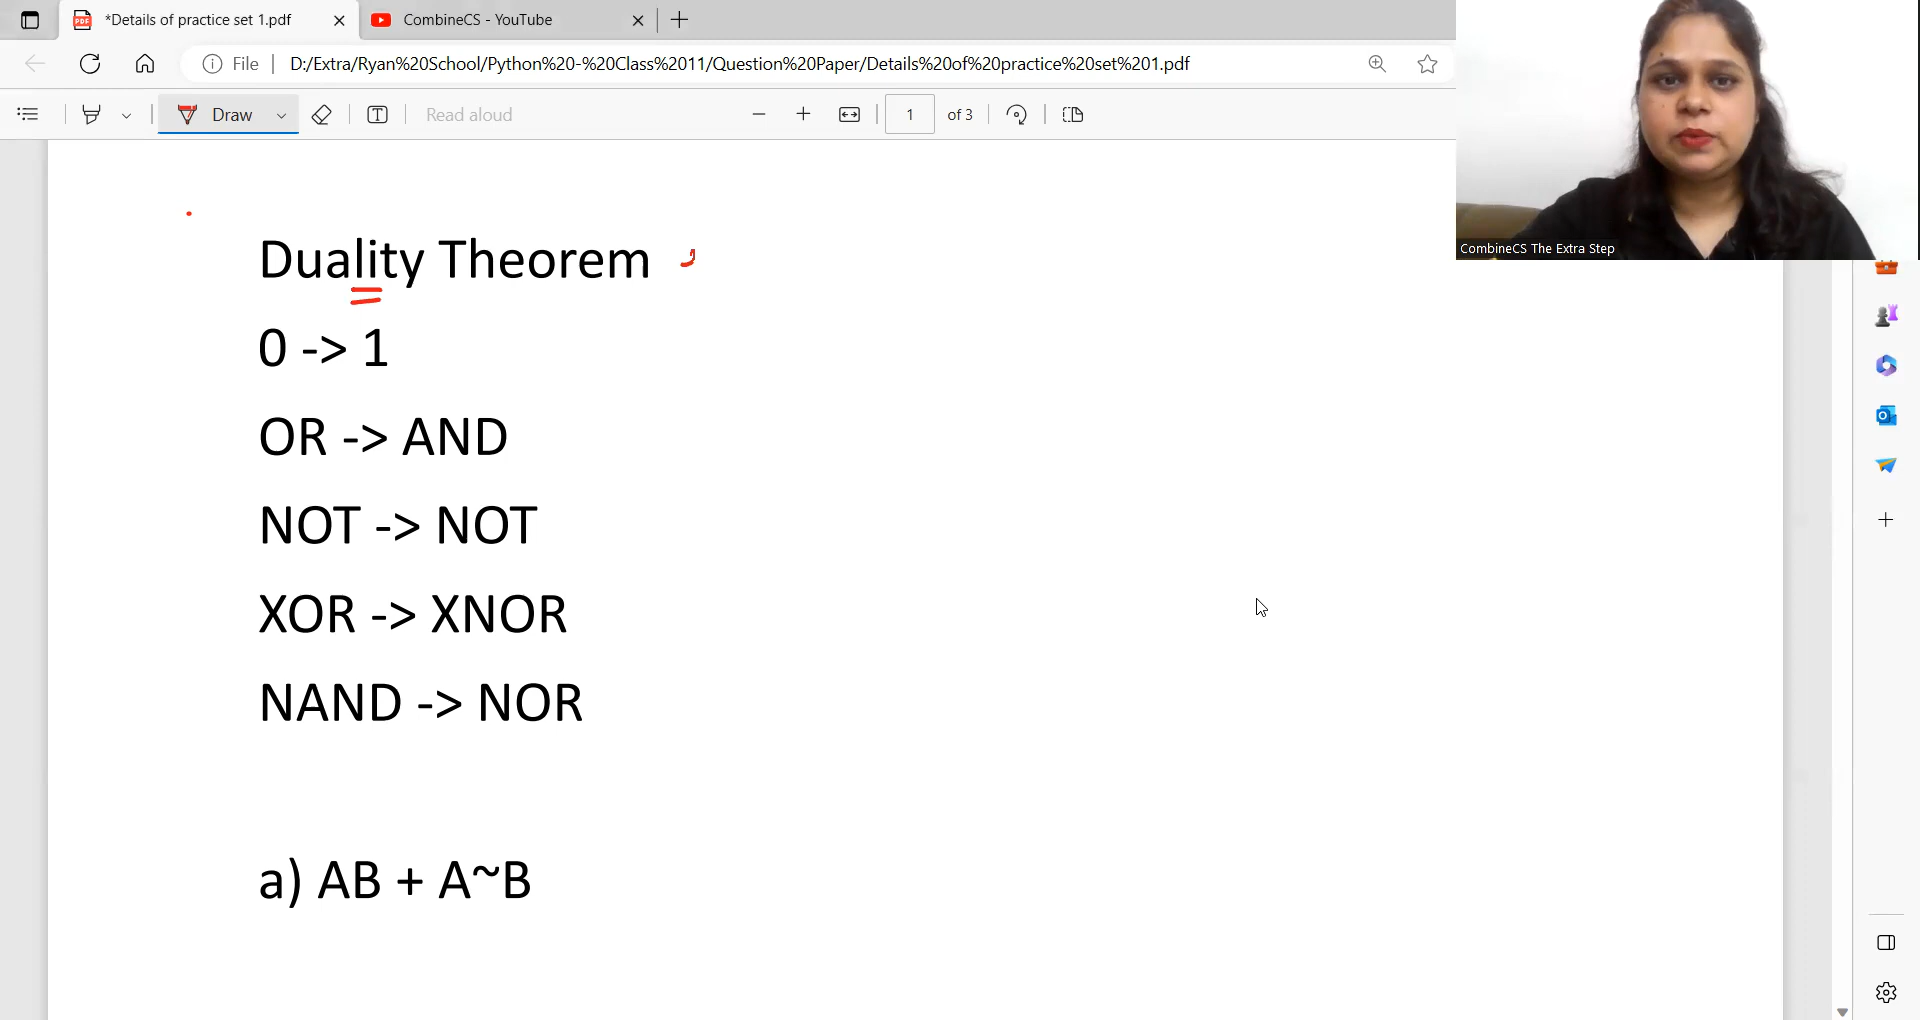 *Details of practice set 1.pdf
CombineCS - YouTube
File
D:/Extra/Ryan%20School/Python%20-%20Class%2011/Question%20Paper/Details%20of%20practice%20set%201.pdf
Draw
Read aloud
1 of 3
CombineCS The Extra Step
Duality Theorem
0 -> 1
OR -> AND
NOT -> NOT
XOR -> XNOR
NAND -> NOR
a) AB + A~B